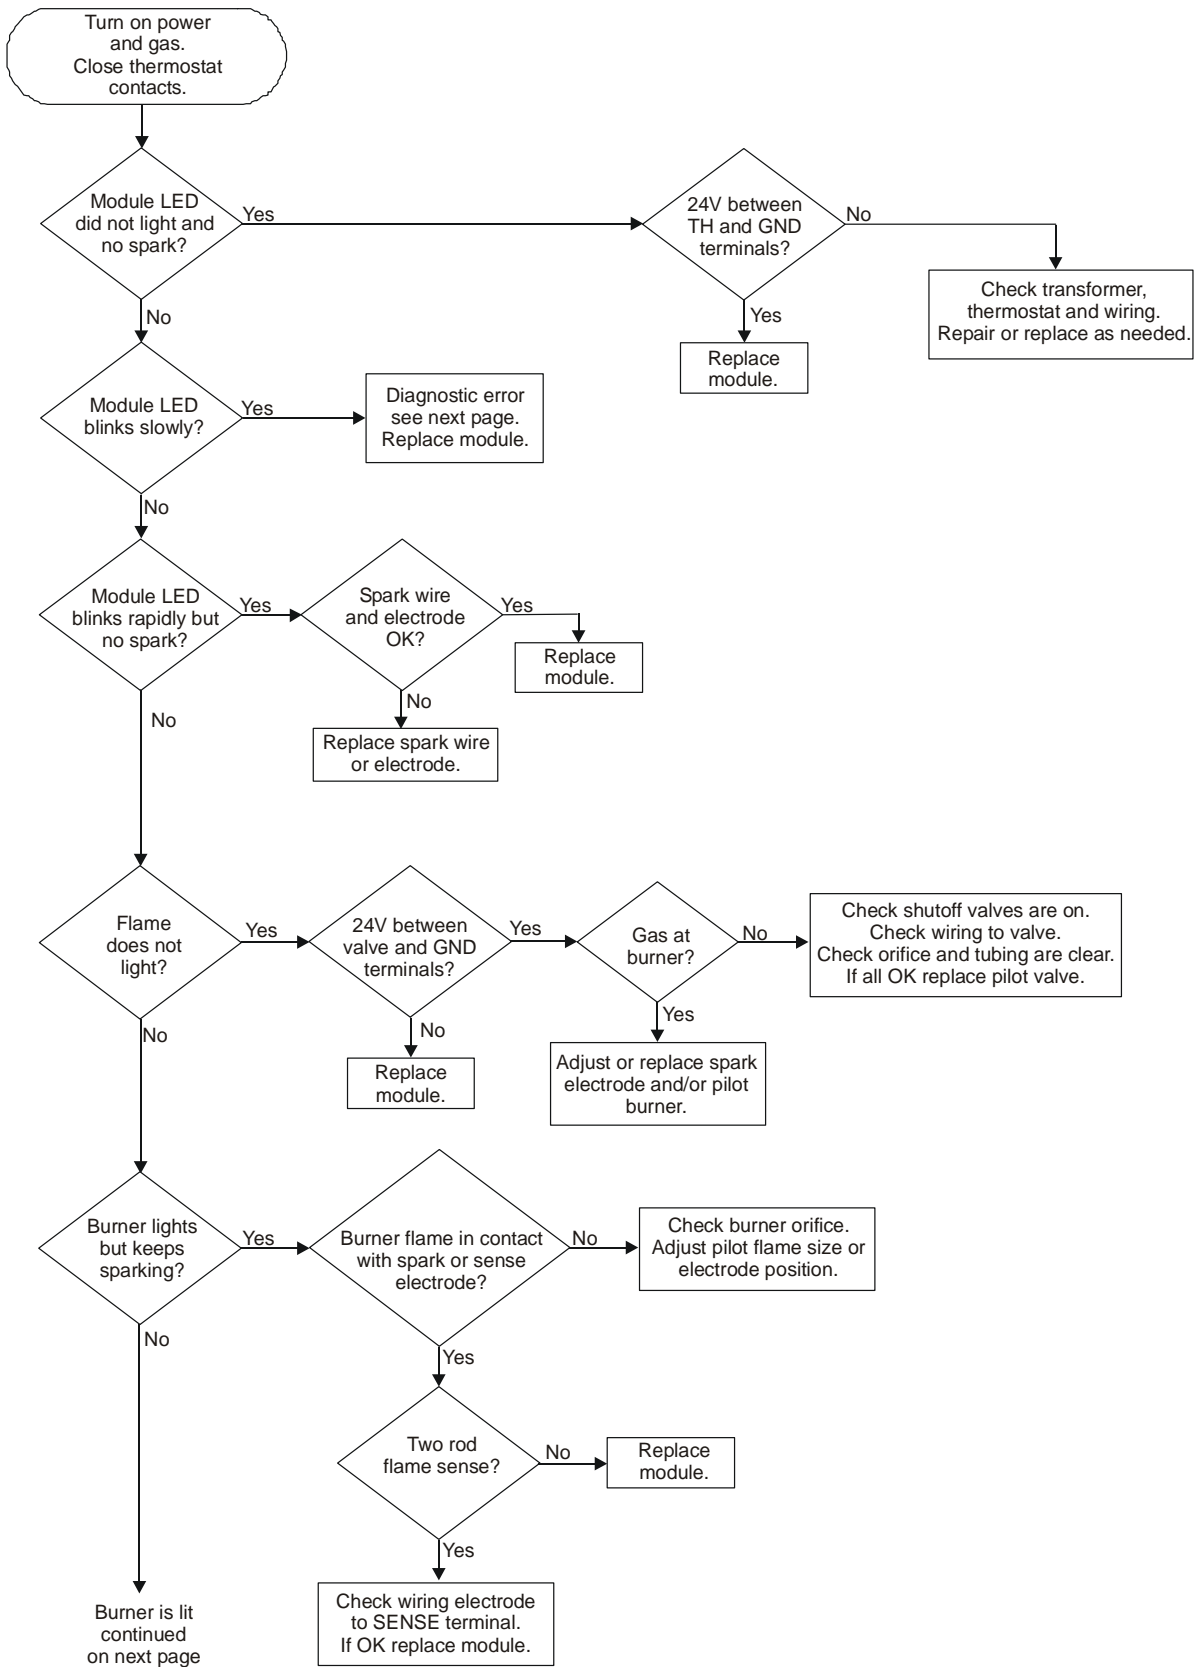 Turn on power
and gas.
Close thermostat
contacts.
Module LED
did not light and
no spark?
Yes
24V between
TH and GND
terminals?
No
Check transformer,
thermostat and wiring.
Repair or replace as needed.
Yes
Replace
module.
No
Module LED
blinks slowly?
Yes
Diagnostic error
see next page.
Replace module.
No
Module LED
blinks rapidly but
no spark?
Yes
Spark wire
and electrode
OK?
Yes
Replace
module.
No
Replace spark wire
or electrode.
No
Flame
does not
light?
Yes
24V between
valve and GND
terminals?
Yes
Gas at
burner?
No
Check shutoff valves are on.
Check wiring to valve.
Check orifice and tubing are clear.
If all OK replace pilot valve.
Yes
Adjust or replace spark
electrode and/or pilot
burner.
No
Replace
module.
No
Burner lights
but keeps
sparking?
Yes
Burner flame in contact
with spark or sense
electrode?
No
Check burner orifice.
Adjust pilot flame size or
electrode position.
Yes
Two rod
flame sense?
No
Replace
module.
Yes
Check wiring electrode
to SENSE terminal.
If OK replace module.
No
Burner is lit
continued
on next page